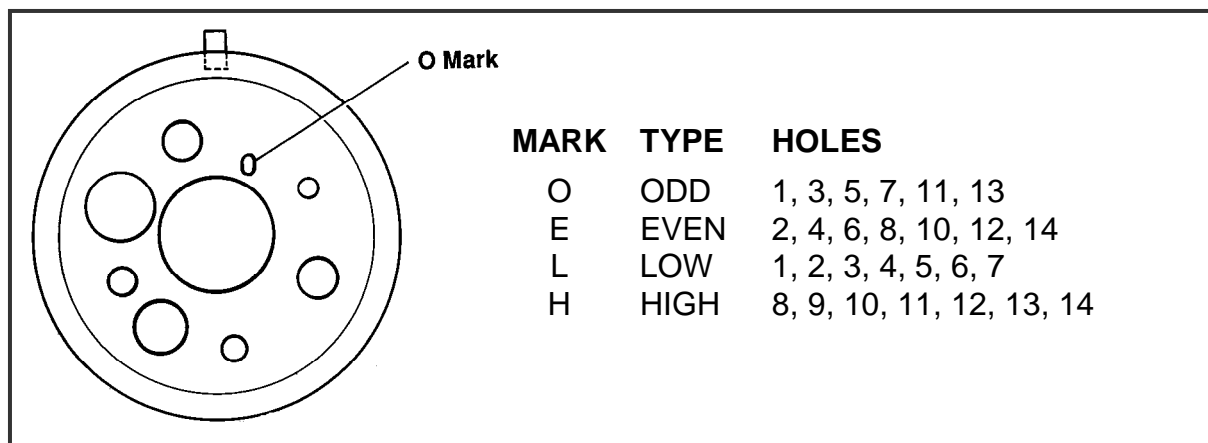 O Mark
O
MARK TYPE HOLES
O ODD 1, 3, 5, 7, 11, 13
E EVEN 2, 4, 6, 8, 10, 12, 14
L LOW 1, 2, 3, 4, 5, 6, 7
H HIGH 8, 9, 10, 11, 12, 13, 14